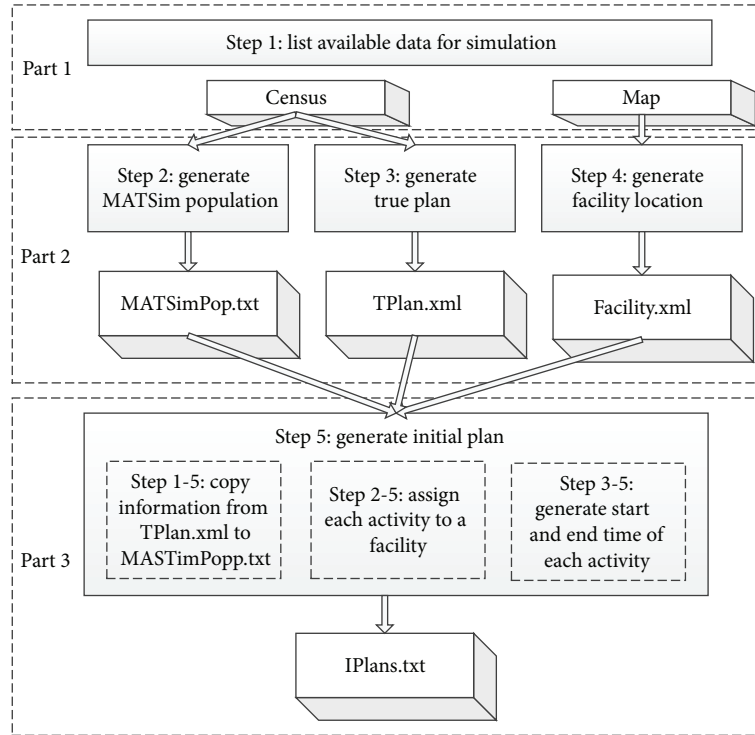 Part 1
Step 1: list available data for simulation
Census
Map
Part 2
Step 2: generate
MATSim population
Step 3: generate
true plan
Step 4: generate
facility location
MATSimPop.txt
TPlan.xml
Facility.xml
Part 3
Step 5: generate initial plan
Step 1-5: copy
information from
TPlan.xml to
MASTimPopp.txt
Step 2-5: assign
each activity to a
facility
Step 3-5:
generate start
and end time of
each activity
IPlans.txt